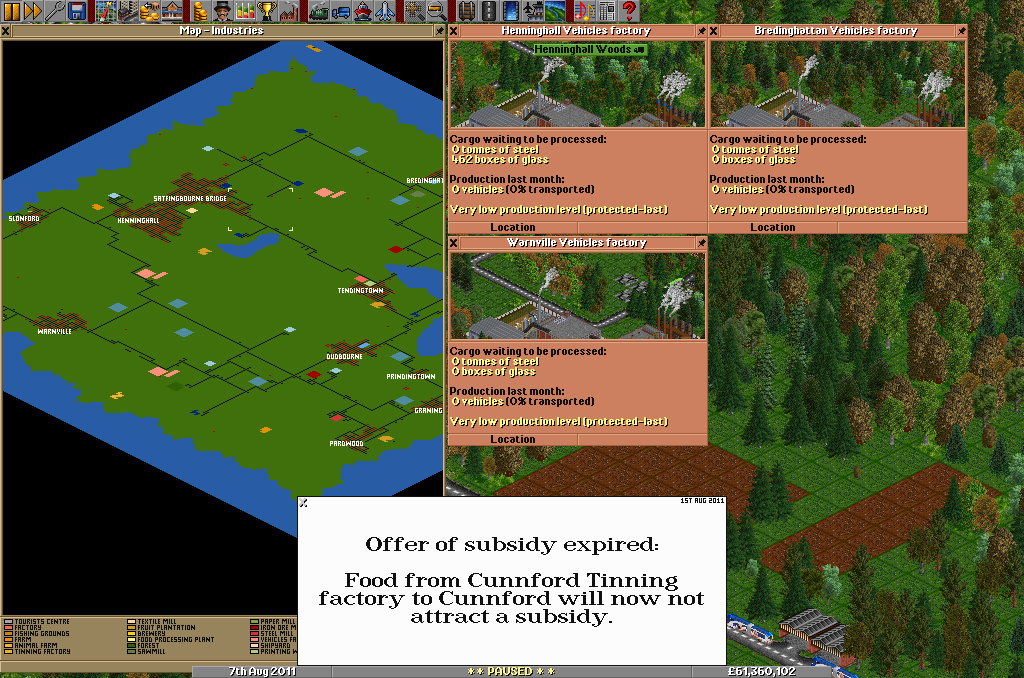 Map - Industries
Henninghall Vehicles factory
Bredinghattan Vehicles factory
Henninghall Woods
Cargo waiting to be processed:
0 tonnes of steel
462 boxes of glass
Production last month:
0 vehicles (0% transported)
Very low production level (protected-last)
Location
Cargo waiting to be processed:
0 tonnes of steel
0 boxes of glass
Production last month:
0 vehicles (0% transported)
Very low production level (protected-last)
Location
Warnville Vehicles factory
Cargo waiting to be processed:
0 tonnes of steel
0 boxes of glass
Production last month:
0 vehicles (0% transported)
Very low production level (protected-last)
Location
BREDINGHAT
SATFINGBOURNE BRIDGE
SLONFORD
HENNINGHALL
TENDINGTOWN
WARNVILLE
DUDBOURNE
PRINDINGTOWN
GRANING
PARDWOOD
1ST AUG 2011
Offer of subsidy expired:
Food from Cunnford Tinning
factory to Cunnford will now not
attract a subsidy.
TOURISTS CENTRE
FACTORY
FISHING GROUNDS
FARM
ANIMAL FARM
TINNING FACTORY
TEXTILE MILL
FRUIT PLANTATION
BREWERY
FOOD PROCESSING PLANT
FOREST
SAWMILL
PAPER MILL
IRON ORE M
STEEL MILL
VEHICLES FA
SHIPYARD
PRINTING W
7th Aug 2011
* * PAUSED * *
£61,360,102